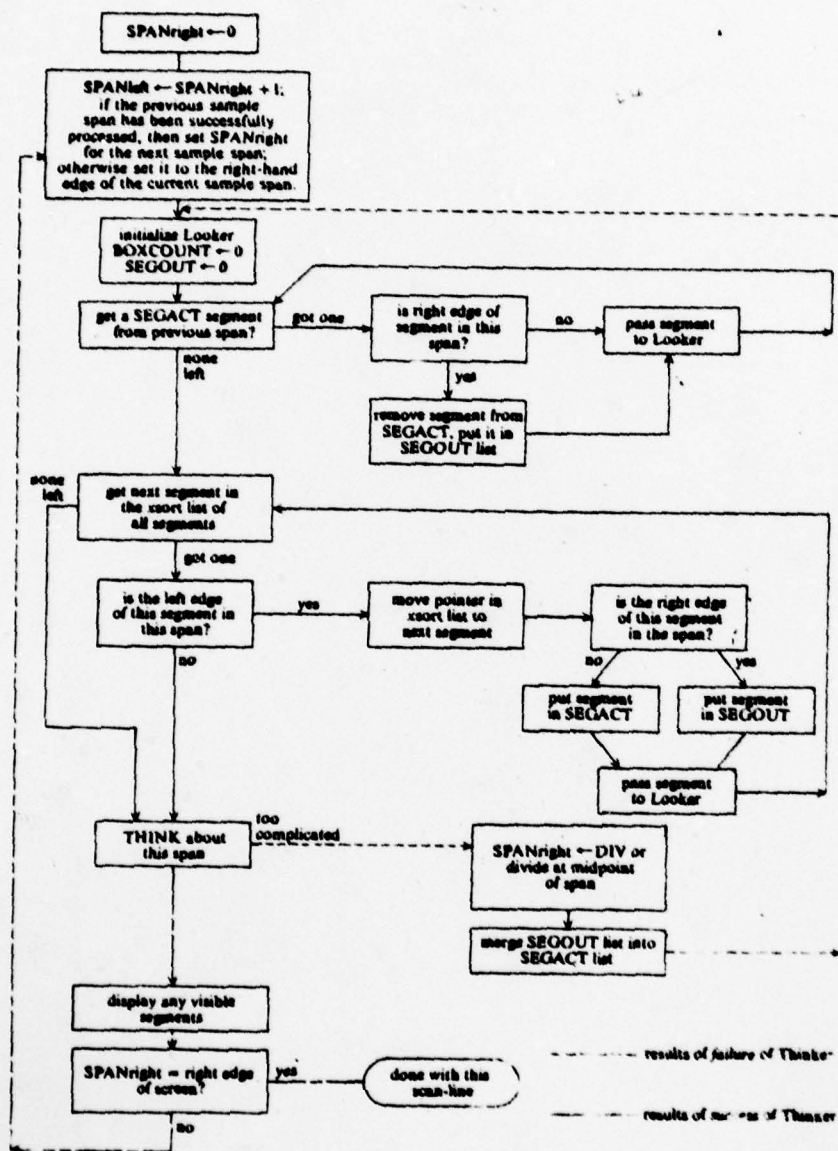 SPANright ← 0
SPANleft ← SPANright + 1;
if the previous sample
span has been successfully
processed, then set SPANright
for the next sample span;
otherwise set it to the right-hand
edge of the current sample span.
initialize Looker
BOXCOUNT ← 0
SEGOUT ← 0
get a SEGACT segment
from previous span?
got one
is right edge of
segment in this
span?
no
pass segment
to Looker
none
left
yes
remove segment from
SEGACT, put it in
SEGOUT list
none
left
get next segment in
the xsort list of
all segments
got one
is the left edge
of this segment in
this span?
yes
move pointer in
xsort list to
next segment
is the right edge
of this segment
in the span?
no
no
yes
put segment
in SEGACT
put segment
in SEGOUT
pass segment
to Looker
THINK about
this span
too
complicated
SPANright ← DIV or
divide at midpoint
of span
merge SEGOUT list into
SEGACT list
display any visible
segments
SPANright = right edge
of screen?
yes
done with this
scan-line
no
results of failure of Thinke
results of success of Thinker